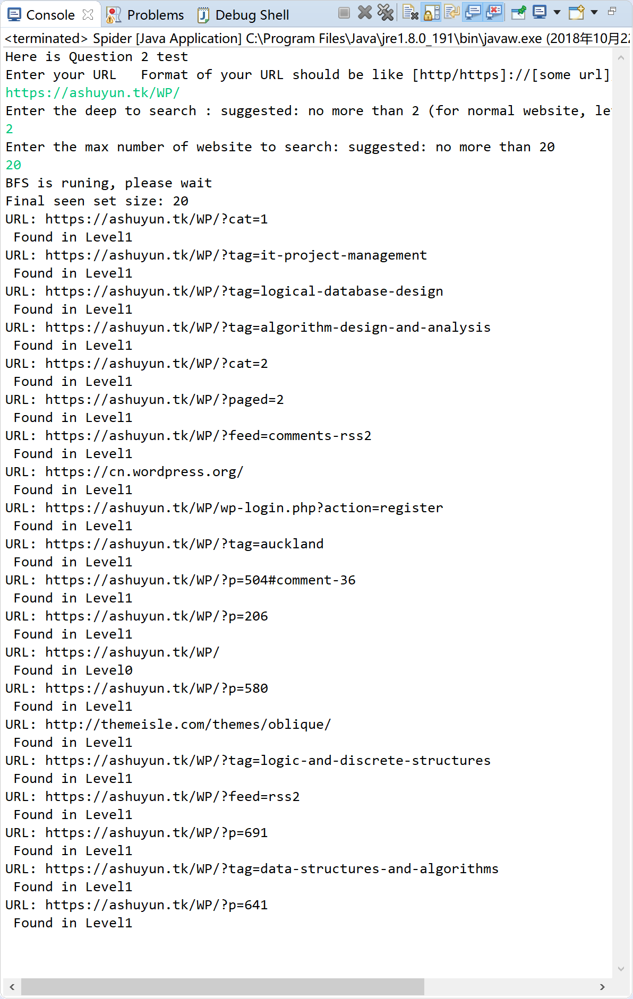 Console Problems Debug Shell
<terminated> Spider [Java Application] C:\Program Files\Java\jre1.8.0_191\bin\javaw.exe (2018年10月22
Here is Question 2 test
Enter your URL   Format of your URL should be like [http/https]://[some url]
https://ashuyun.tk/WP/
Enter the deep to search : suggested: no more than 2 (for normal website,
2
Enter the max number of website to search: suggested: no more than 20
20
BFS is runing, please wait
Final seen set size: 20
URL: https://ashuyun.tk/WP/?cat=1
 Found in Level1
URL: https://ashuyun.tk/WP/?tag=it-project-management
 Found in Level1
URL: https://ashuyun.tk/WP/?tag=logical-database-design
 Found in Level1
URL: https://ashuyun.tk/WP/?tag=algorithm-design-and-analysis
 Found in Level1
URL: https://ashuyun.tk/WP/?cat=2
 Found in Level1
URL: https://ashuyun.tk/WP/?paged=2
 Found in Level1
URL: https://ashuyun.tk/WP/?feed=comments-rss2
 Found in Level1
URL: https://cn.wordpress.org/
 Found in Level1
URL: https://ashuyun.tk/WP/wp-login.php?action=register
 Found in Level1
URL: https://ashuyun.tk/WP/?tag=auckland
 Found in Level1
URL: https://ashuyun.tk/WP/?p=504#comment-36
 Found in Level1
URL: https://ashuyun.tk/WP/?p=206
 Found in Level1
URL: https://ashuyun.tk/WP/
 Found in Level0
URL: https://ashuyun.tk/WP/?p=580
 Found in Level1
URL: http://themeisle.com/themes/oblique/
 Found in Level1
URL: https://ashuyun.tk/WP/?tag=logic-and-discrete-structures
 Found in Level1
URL: https://ashuyun.tk/WP/?feed=rss2
 Found in Level1
URL: https://ashuyun.tk/WP/?p=691
 Found in Level1
URL: https://ashuyun.tk/WP/?tag=data-structures-and-algorithms
 Found in Level1
URL: https://ashuyun.tk/WP/?p=641
 Found in Level1